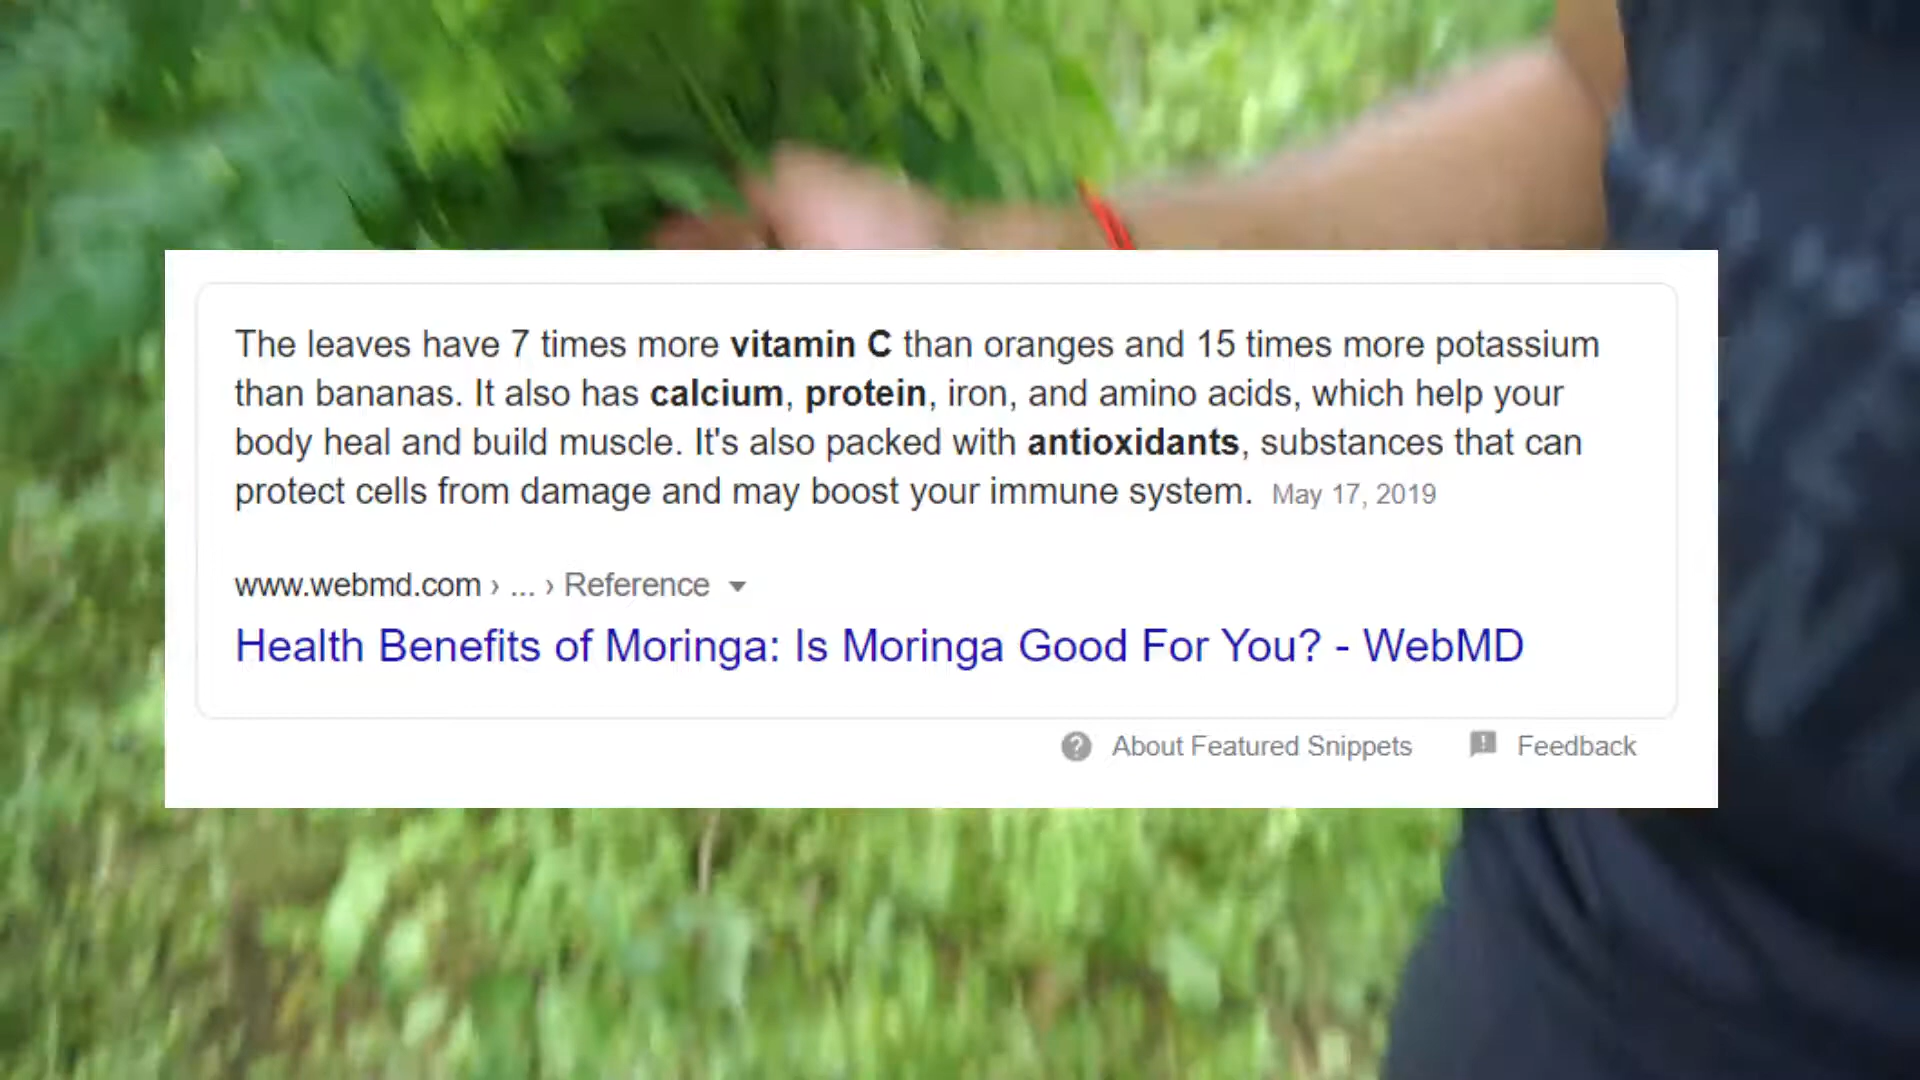 The leaves have 7 times more vitamin C than oranges and 15 times more potassium
than bananas. It also has calcium, protein, iron, and amino acids, which help your
body heal and build muscle. It's also packed with antioxidants, substances that can
protect cells from damage and may boost your immune system. May 17, 2019
www.webmd.com › ... › Reference
Health Benefits of Moringa: Is Moringa Good For You? - WebMD
About Featured Snippets Feedback